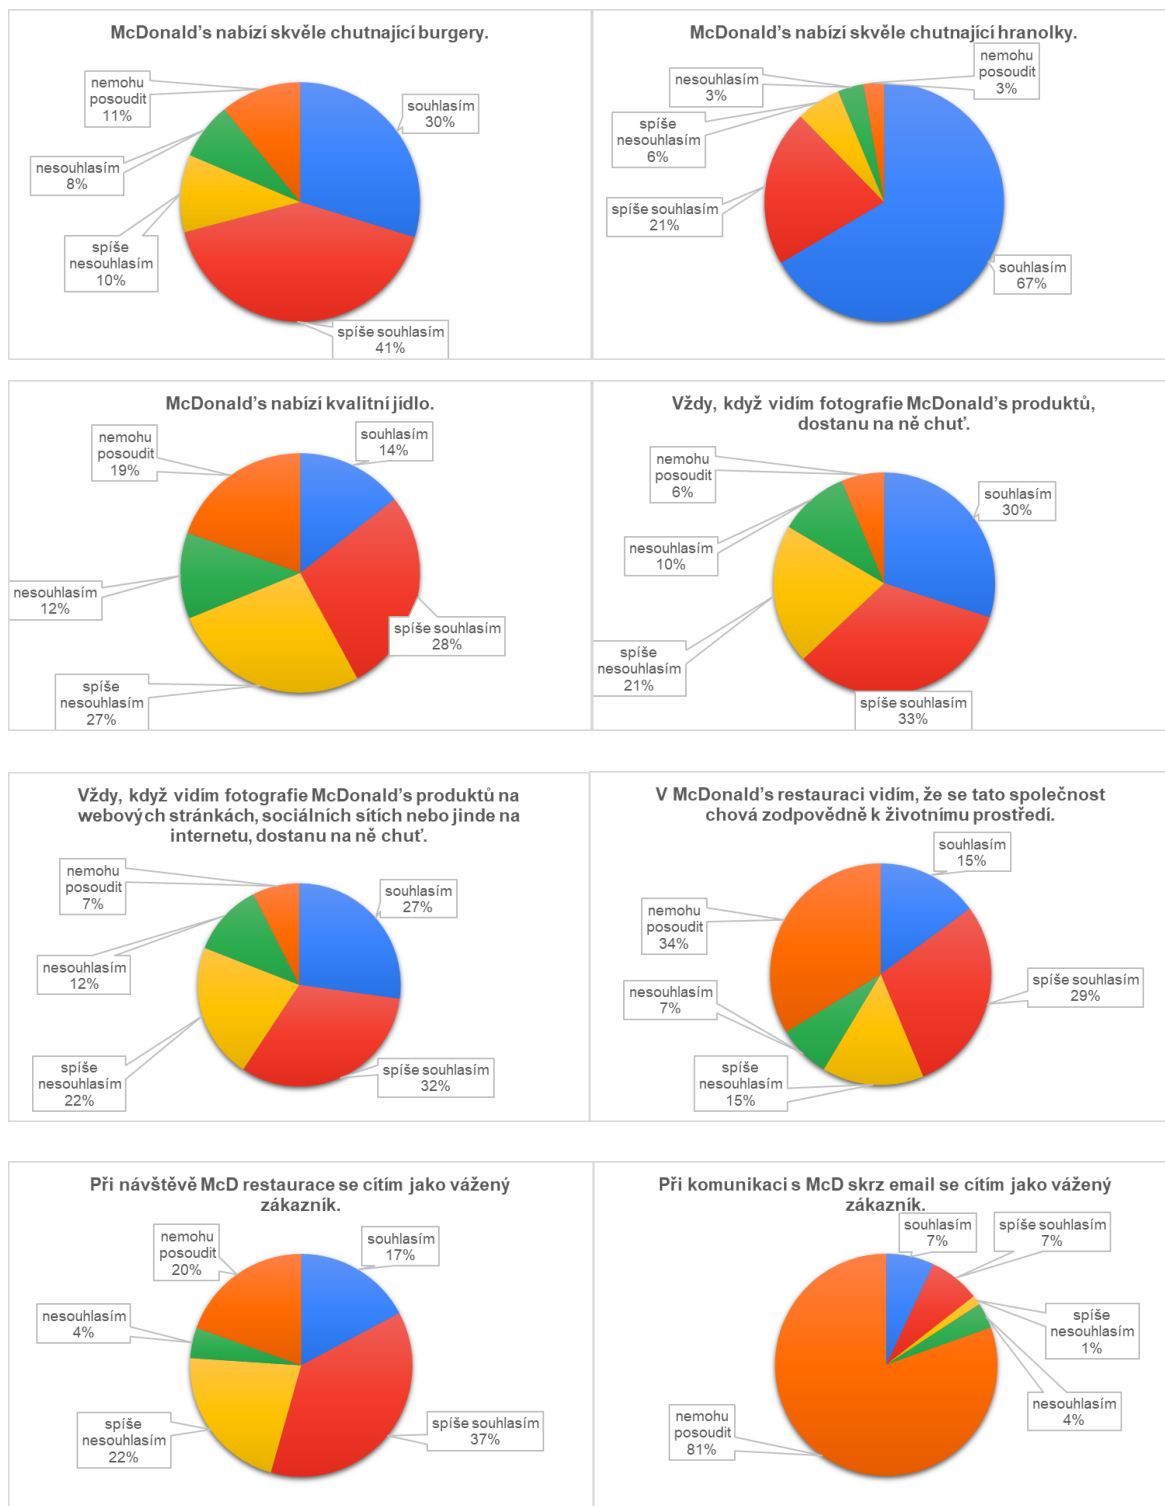 McDonald’s nabízí skvěle chutnající burgery.
nemohu
posoudit
11%
souhlasím
30%
nesouhlasím
8%
spíše
nesouhlasím
10%
spíše souhlasím
41%
McDonald’s nabízí skvěle chutnající hranolky.
nemohu
posoudit
3%
nesouhlasím
3%
spíše
nesouhlasím
6%
spíše souhlasím
21%
souhlasím
67%
McDonald’s nabízí kvalitní jídlo.
souhlasím
14%
nemohu
posoudit
19%
nesouhlasím
12%
spíše souhlasím
28%
spíše
nesouhlasím
27%
Vždy, když vidím fotografie McDonald’s produktů,
dostanu na ně chuť.
nemohu
posoudit
6%
souhlasím
30%
nesouhlasím
10%
spíše
nesouhlasím
21%
spíše souhlasím
33%
Vždy, když vidím fotografie McDonald’s produktů na
webových stránkách, sociálních sítích nebo jinde na
internetu, dostanu na ně chuť.
nemohu
posoudit
7%
souhlasím
27%
nesouhlasím
12%
spíše
nesouhlasím
22%
spíše souhlasím
32%
V McDonald’s restauraci vidím, že se tato společnost
chová zodpovědně k životnímu prostředí.
souhlasím
15%
nemohu
posoudit
34%
spíše souhlasím
29%
nesouhlasím
7%
spíše
nesouhlasím
15%
Při návštěvě McD restaurace se cítím jako vážený
zákazník.
nemohu
posoudit
20%
souhlasím
17%
nesouhlasím
4%
spíše
nesouhlasím
22%
spíše souhlasím
37%
Při komunikaci s McD skrz email se cítím jako vážený
zákazník.
souhlasím
7%
spíše souhlasím
7%
spíše
nesouhlasím
1%
nesouhlasím
4%
nemohu
posoudit
81%